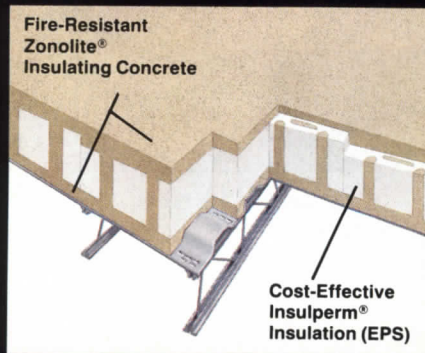 Fire-Resistant
Zonolite®
Insulating Concrete
Cost-Effective
Insulperm®
Insulation (EPS)